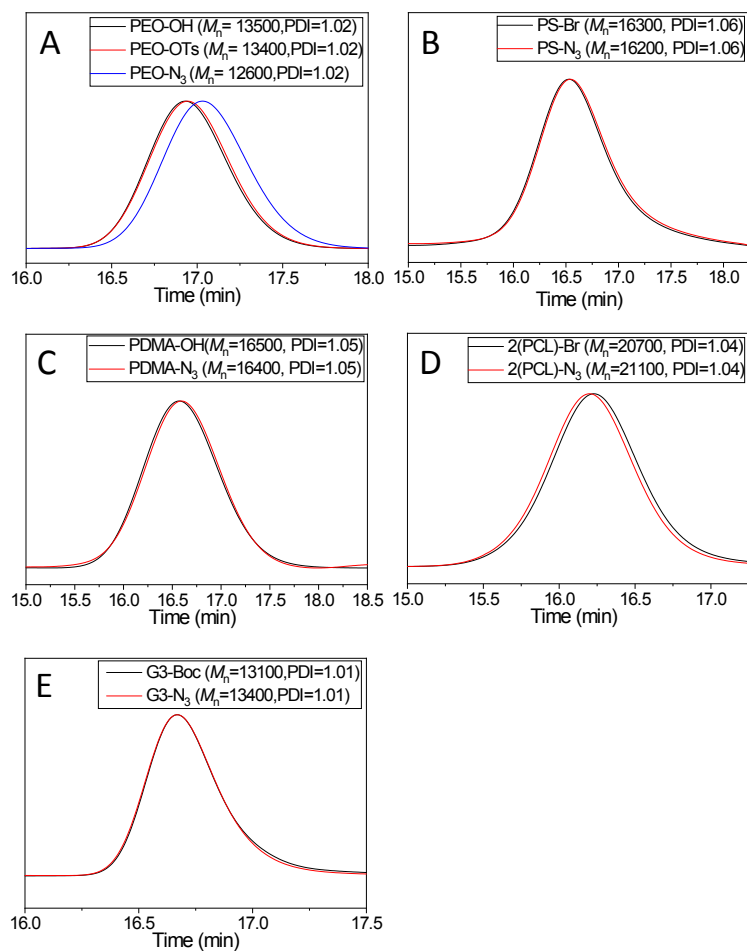 A
PEO-OH (Mn= 13500,PDI=1.02)
PEO-OTs (Mn= 13400,PDI=1.02)
PEO-N3 (Mn= 12600,PDI=1.02)
16.0 16.5 17.0 17.5 18.0
Time (min)
B
PS-Br (Mn=16300, PDI=1.06)
PS-N3 (Mn=16200, PDI=1.06)
15.0 15.5 16.0 16.5 17.0 17.5 18.0
Time (min)
C
PDMA-OH(Mn=16500, PDI=1.05)
PDMA-N3 (Mn=16400, PDI=1.05)
15.0 15.5 16.0 16.5 17.0 17.5 18.0 18.5
Time (min)
D
2(PCL)-Br (Mn=20700, PDI=1.04)
2(PCL)-N3 (Mn=21100, PDI=1.04)
15.0 15.5 16.0 16.5 17.0
Time (min)
E
G3-Boc (Mn=13100,PDI=1.01)
G3-N3 (Mn=13400,PDI=1.01)
16.0 16.5 17.0 17.5
Time (min)